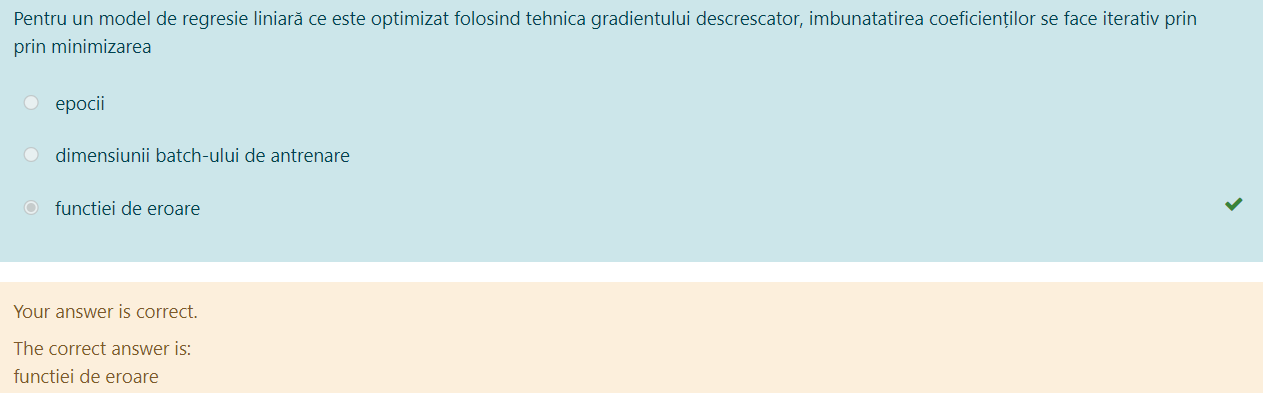 Pentru un model de regresie liniară ce este optimizat folosind tehnica gradientului descrescator, imbunatatirea coeficienților se face iterativ prin
prin minimizarea
epocii
dimensiunii batch-ului de antrenare
functiei de eroare
Your answer is correct.
The correct answer is:
functiei de eroare